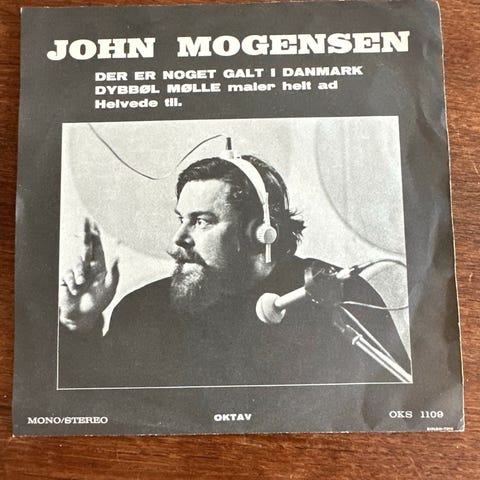 JOHN MOGENSEN
DER ER NOGET GALT I DANMARK
DYBBØL MØLLE maler helt ad
Helvede til.
MONO/STEREO
OKTAV
OKS 1109